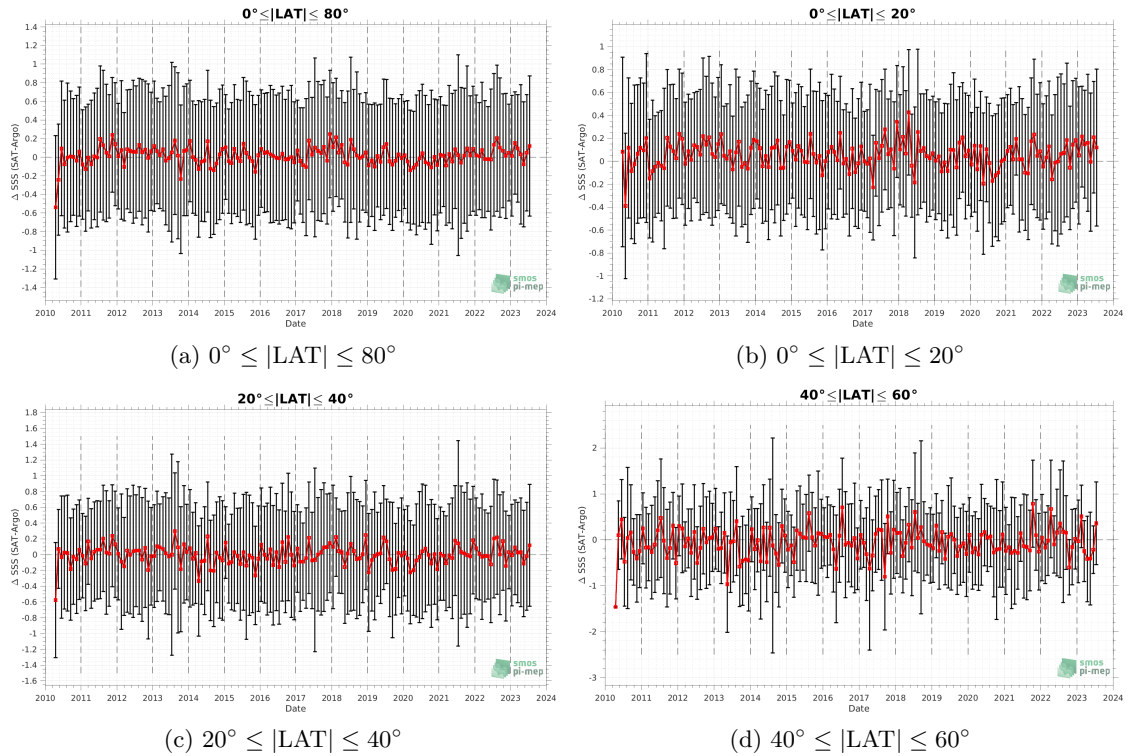 0°≤|LAT|≤ 80°
1.4
1.2
1
0.8
0.6
0.4
0.2
0
-0.2
-0.4
-0.6
-0.8
-1
-1.2
-1.4
Δ SSS (SAT-Argo)
smos
pi-mep
2010 2011 2012 2013 2014 2015 2016 2017 2018 2019 2020 2021 2022 2023 2024
Date
(a) 0° ≤ |LAT| ≤ 80°
0°≤|LAT|≤ 20°
1
0.8
0.6
0.4
0.2
0
-0.2
-0.4
-0.6
-0.8
-1
-1.2
Δ SSS (SAT-Argo)
smos
pi-mep
2010 2011 2012 2013 2014 2015 2016 2017 2018 2019 2020 2021 2022 2023 2024
Date
(b) 0° ≤ |LAT| ≤ 20°
20°≤|LAT|≤ 40°
1.8
1.6
1.4
1.2
1
0.8
0.6
0.4
0.2
0
-0.2
-0.4
-0.6
-0.8
-1
-1.2
-1.4
-1.6
Δ SSS (SAT-Argo)
smos
pi-mep
2010 2011 2012 2013 2014 2015 2016 2017 2018 2019 2020 2021 2022 2023 2024
Date
(c) 20° ≤ |LAT| ≤ 40°
40°≤|LAT|≤ 60°
2
1
0
-1
-2
-3
Δ SSS (SAT-Argo)
smos
pi-mep
2010 2011 2012 2013 2014 2015 2016 2017 2018 2019 2020 2021 2022 2023 2024
Date
(d) 40° ≤ |LAT| ≤ 60°